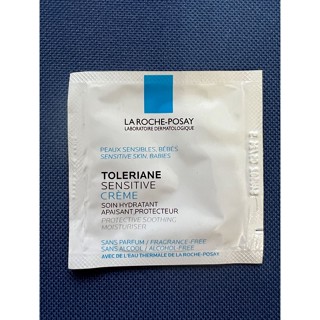 LA ROCHE-POSAY
LABORATOIRE DERMATOLOGIQUE
PEAUX SENSIBLES, BÉBÉS
SENSITIVE SKIN, BABIES
TOLERIANE
SENSITIVE
CRÈME
SOIN HYDRATANT
APAISANT, PROTECTEUR
PROTECTIVE SOOTHING
MOISTURISER
SANS PARFUM / FRAGRANCE-FREE
SANS ALCOOL / ALCOHOL-FREE
AVEC DE L'EAU THERMALE DE LA ROCHE-POSAY